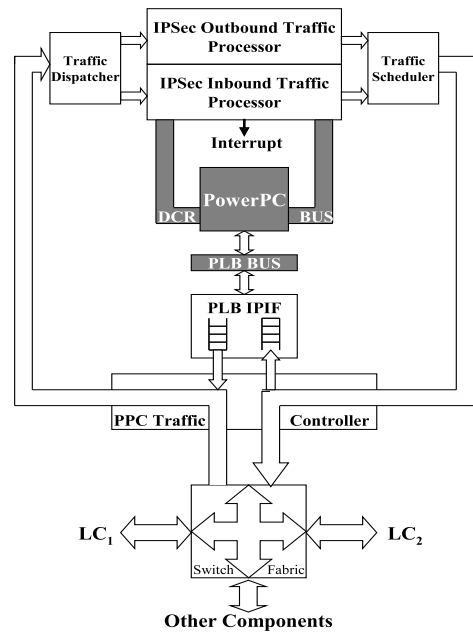 IPSec Outbound Traffic
Processor
Traffic
Dispatcher
Traffic
Scheduler
IPSec Inbound Traffic
Processor
Interrupt
PowerPC
DCR
BUS
PLB BUS
PLB IPIF
PPC Traffic
Controller
LC1
LC2
Switch
Fabric
Other Components